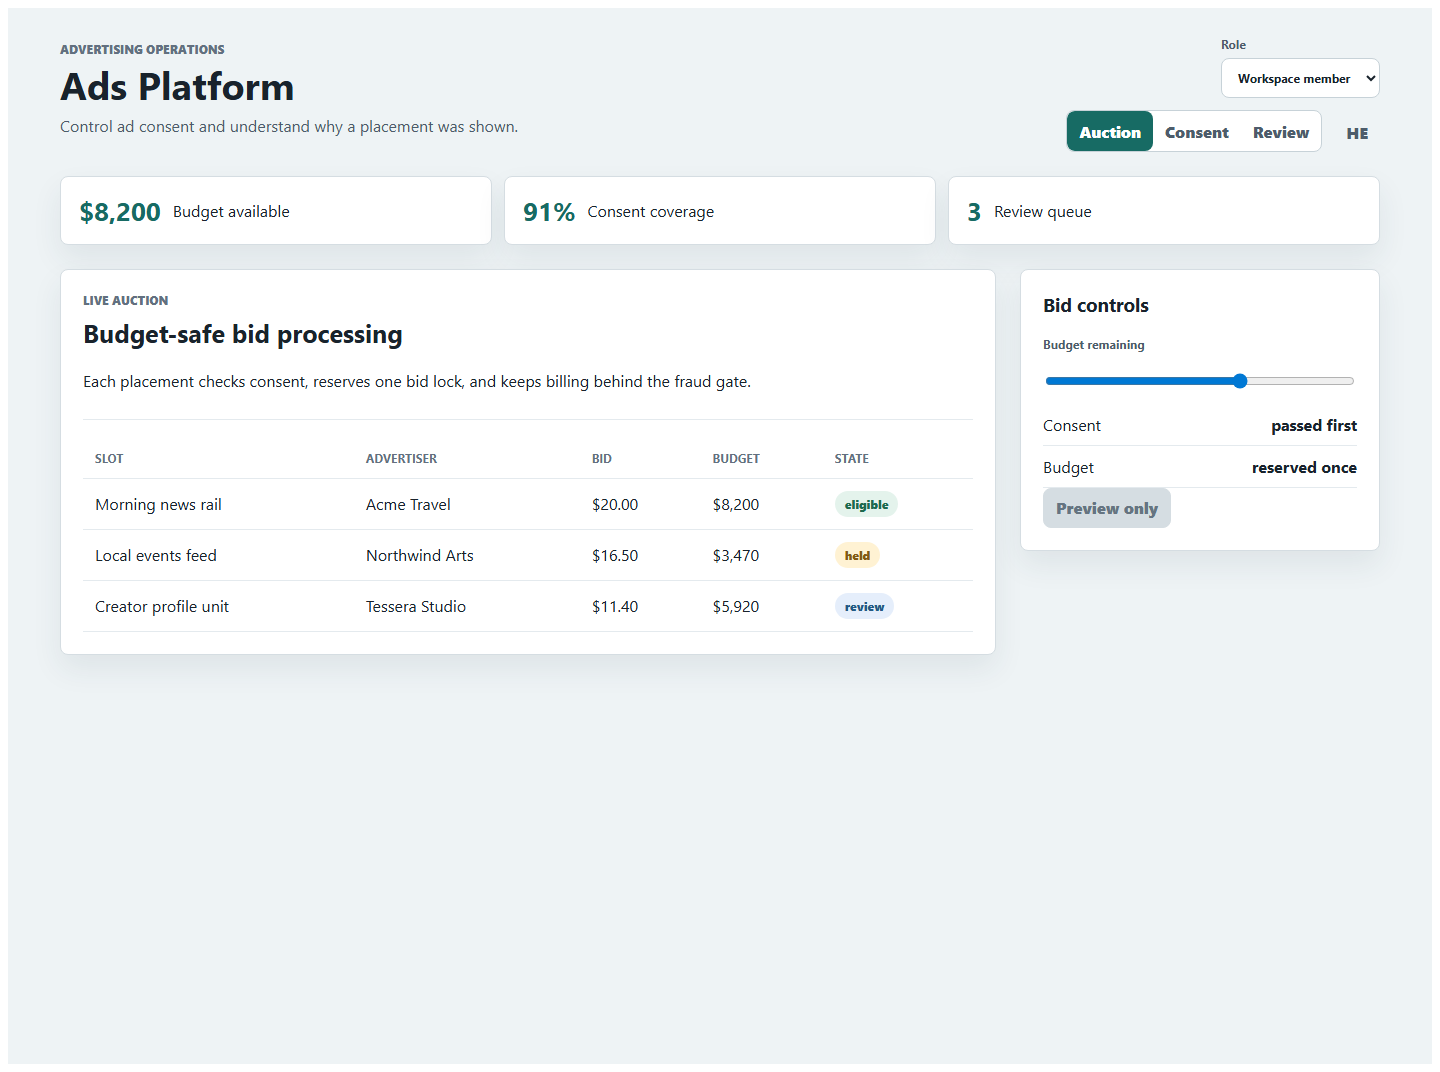 ADVERTISING OPERATIONS
Ads Platform
Control ad consent and understand why a placement was shown.
Role
Workspace member
Auction Consent Review HE
$8,200 Budget available
91% Consent coverage
3 Review queue
LIVE AUCTION
Budget-safe bid processing
Each placement checks consent, reserves one bid lock, and keeps billing behind the fraud gate.
SLOT ADVERTISER BID BUDGET STATE
Morning news rail Acme Travel $20.00 $8,200 eligible
Local events feed Northwind Arts $16.50 $3,470 held
Creator profile unit Tessera Studio $11.40 $5,920 review
Bid controls
Budget remaining
Consent passed first
Budget reserved once
Preview only